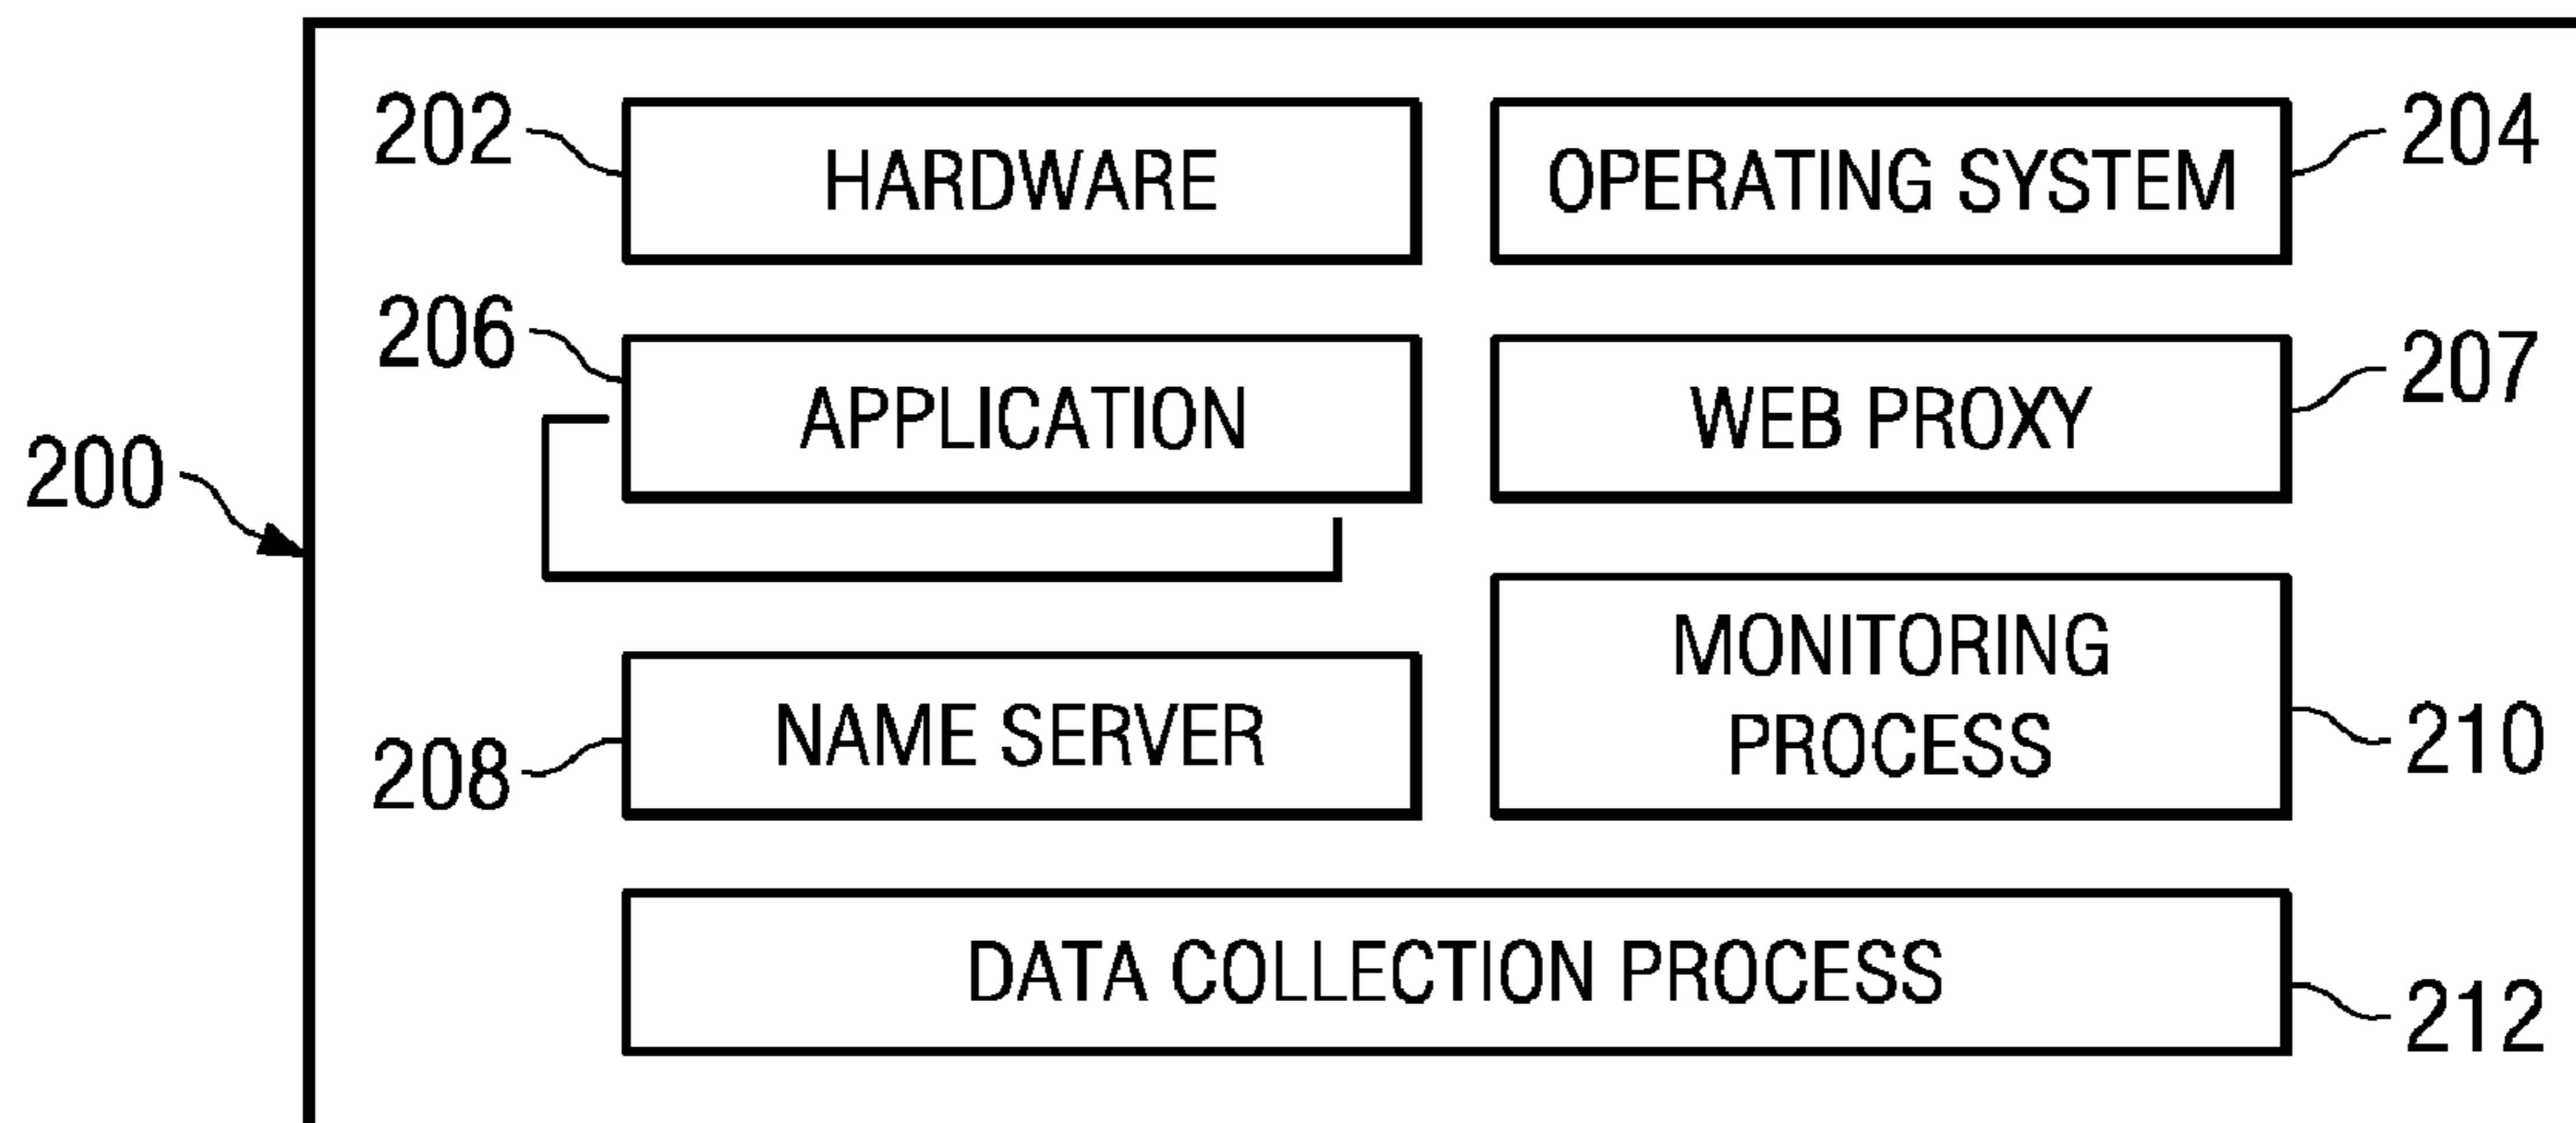 202
HARDWARE
OPERATING SYSTEM
204
206
APPLICATION
WEB PROXY
207
200
208
NAME SERVER
MONITORING
PROCESS
210
DATA COLLECTION PROCESS
212